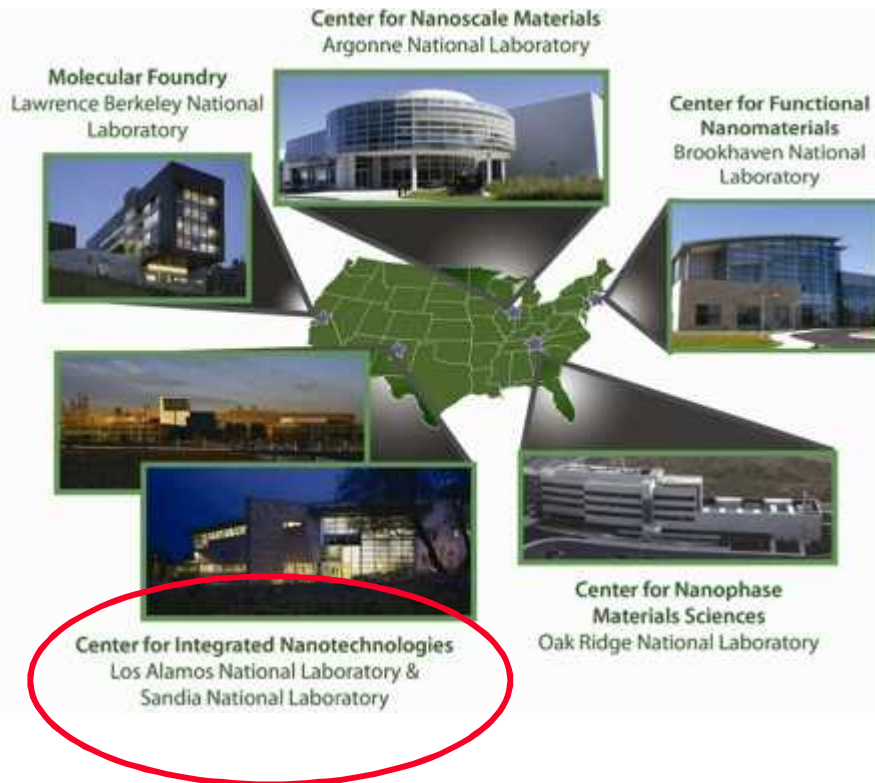 Center for Nanoscale Materials
Argonne National Laboratory
Molecular Foundry
Lawrence Berkeley National
Laboratory
Center for Functional
Nanomaterials
Brookhaven National
Laboratory
Center for Integrated Nanotechnologies
Los Alamos National Laboratory &
Sandia National Laboratory
Center for Nanophase
Materials Sciences
Oak Ridge National Laboratory